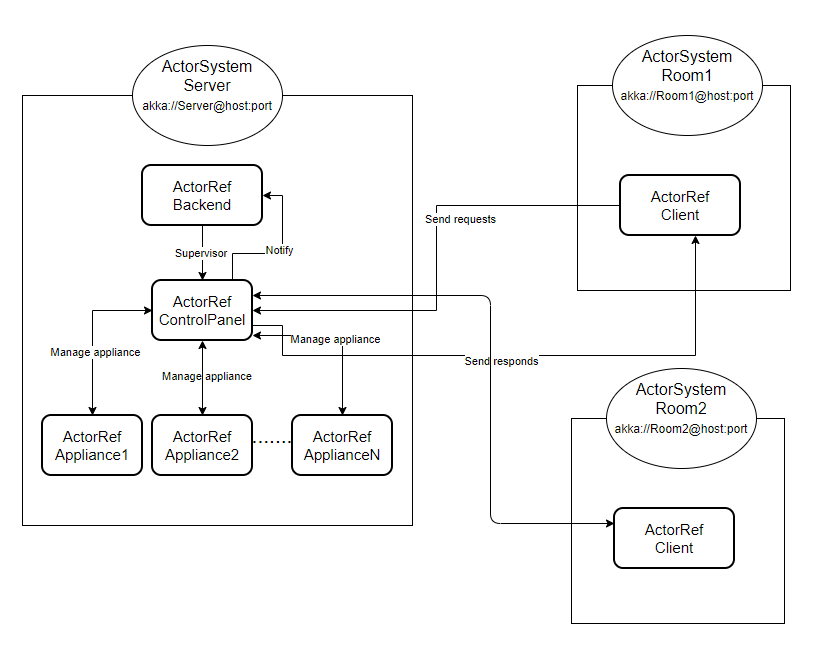 ActorSystem
Server
akka://Server@host:port
ActorRef
Backend
Supervisor
Notify
ActorRef
ControlPanel
Manage appliance
Manage appliance
Manage appliance
ActorRef
Appliance1
ActorRef
Appliance2
.......
ActorRef
ApplianceN
Send requests
Send responds
ActorSystem
Room1
akka://Room1@host:port
ActorRef
Client
ActorSystem
Room2
akka://Room2@host:port
ActorRef
Client